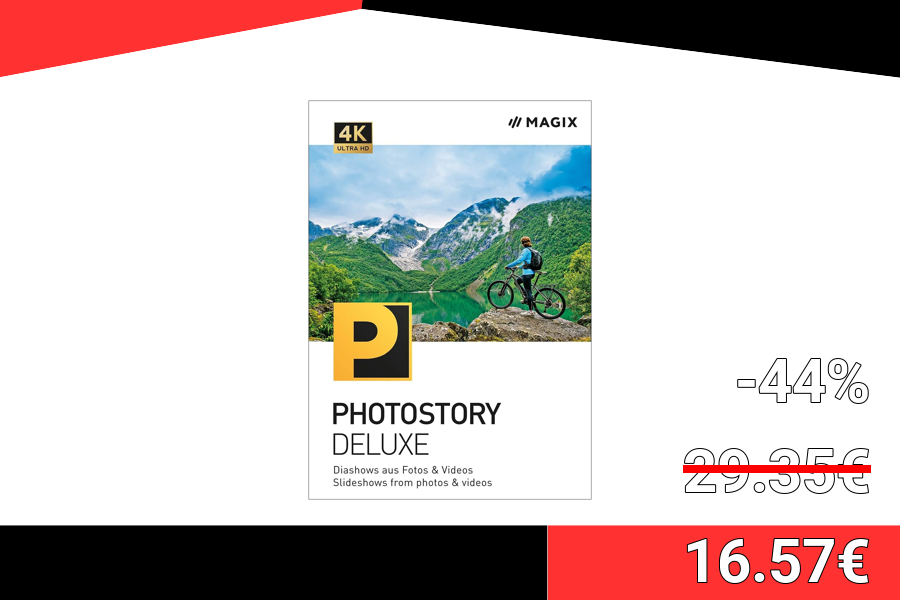 4K
ULTRA HD
MAGIX
P
PHOTOSTORY
DELUXE
Diashows aus Fotos & Videos
Slideshows from photos & videos
-44%
29.35€
16.57€